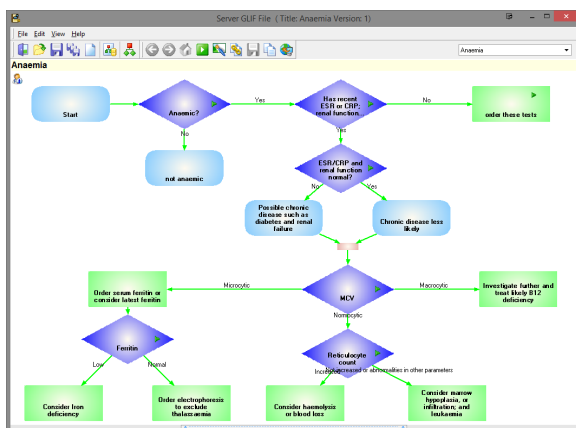 Server GLIF File ( Title: Anaemia Version: 1)
File Edit View Help
Anaemia
Anaemia
Start
Anaemic?
Yes
Has recent
ESR or CRP;
renal function...
No
order these tests
No
Yes
not anaemic
ESR/CRP and
renal function
normal?
No
Yes
Possible chronic
disease such as
diabetes and renal
failure
Chronic disease less
likely
Order serum ferritin or
consider latest ferritin
Microcytic
MCV
Macrocytic
Investigate further and
treat likely B12
deficiency
Normocytic
Ferritin
Reticulocyte
count
Low
Normal
Increased
Not increased or abnormalities in other parameters
Consider Iron
deficiency
Order electrophoresis
to exclude
thalassaemia
Consider haemolysis
or blood loss
Consider marrow
hypoplasia, or
infiltration; and
leukaemia